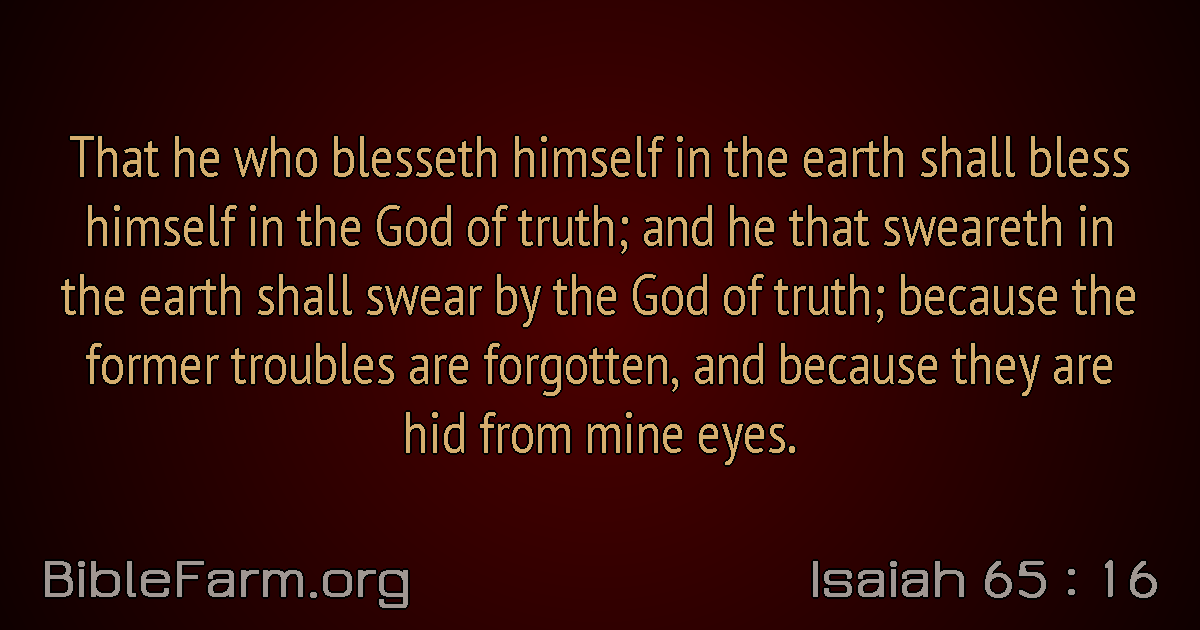 That he who blesseth himself in the earth shall bless
himself in the God of truth; and he that sweareth in
the earth shall swear by the God of truth; because the
former troubles are forgotten, and because they are
hid from mine eyes.
BibleFarm.org
Isaiah 65 : 16